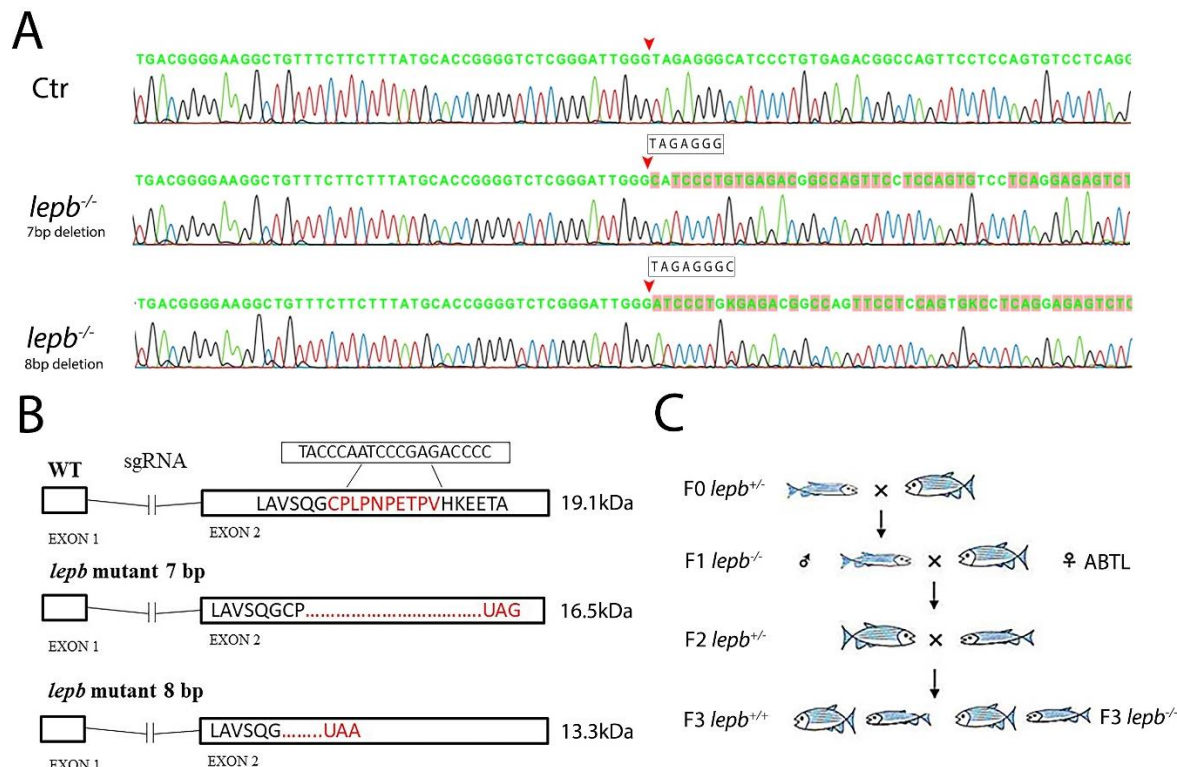 A
Ctr
TGACGGGGAAGGCTGTTTCTTCTTTATGCACCGGGGTCTCGGGATTGGGTAGAGGGCATCCCTGTGAGACGGCCAGTTCCTCCAGTGTCCTCAGG
TAGAGGG
lepb-/-
7bp deletion
TGACGGGGAAGGCTGTTTCTTCTTTATGCACCGGGGTCTCGGGATTGGGCATCCCTGTGAGACGGCCAGTTCCTCCAGTGTCCTCAGGAGAGTCT
TAGAGGGC
lepb-/-
8bp deletion
TGACGGGGAAGGCTGTTTCTTCTTTATGCACCGGGGTCTCGGGATTGGGATCCCTGKGAGACGGCCAGTTCCTCCAGTGKCCTCAGGAGAGTCTC
B
WT
sgRNA
TACCCAATCCCGAGACCCC
LAVSQGCPLPNPETPVHKEETA
19.1kDa
EXON 1
EXON 2
lepb mutant 7 bp
LAVSQGCP..............................UAG
16.5kDa
EXON 1
EXON 2
lepb mutant 8 bp
LAVSQG........UAA
13.3kDa
EXON 1
EXON 2
C
F0 lepb+/-
×
F1 lepb-/-
♂
×
♀ ABTL
F2 lepb+/-
×
F3 lepb+/+
F3 lepb-/-